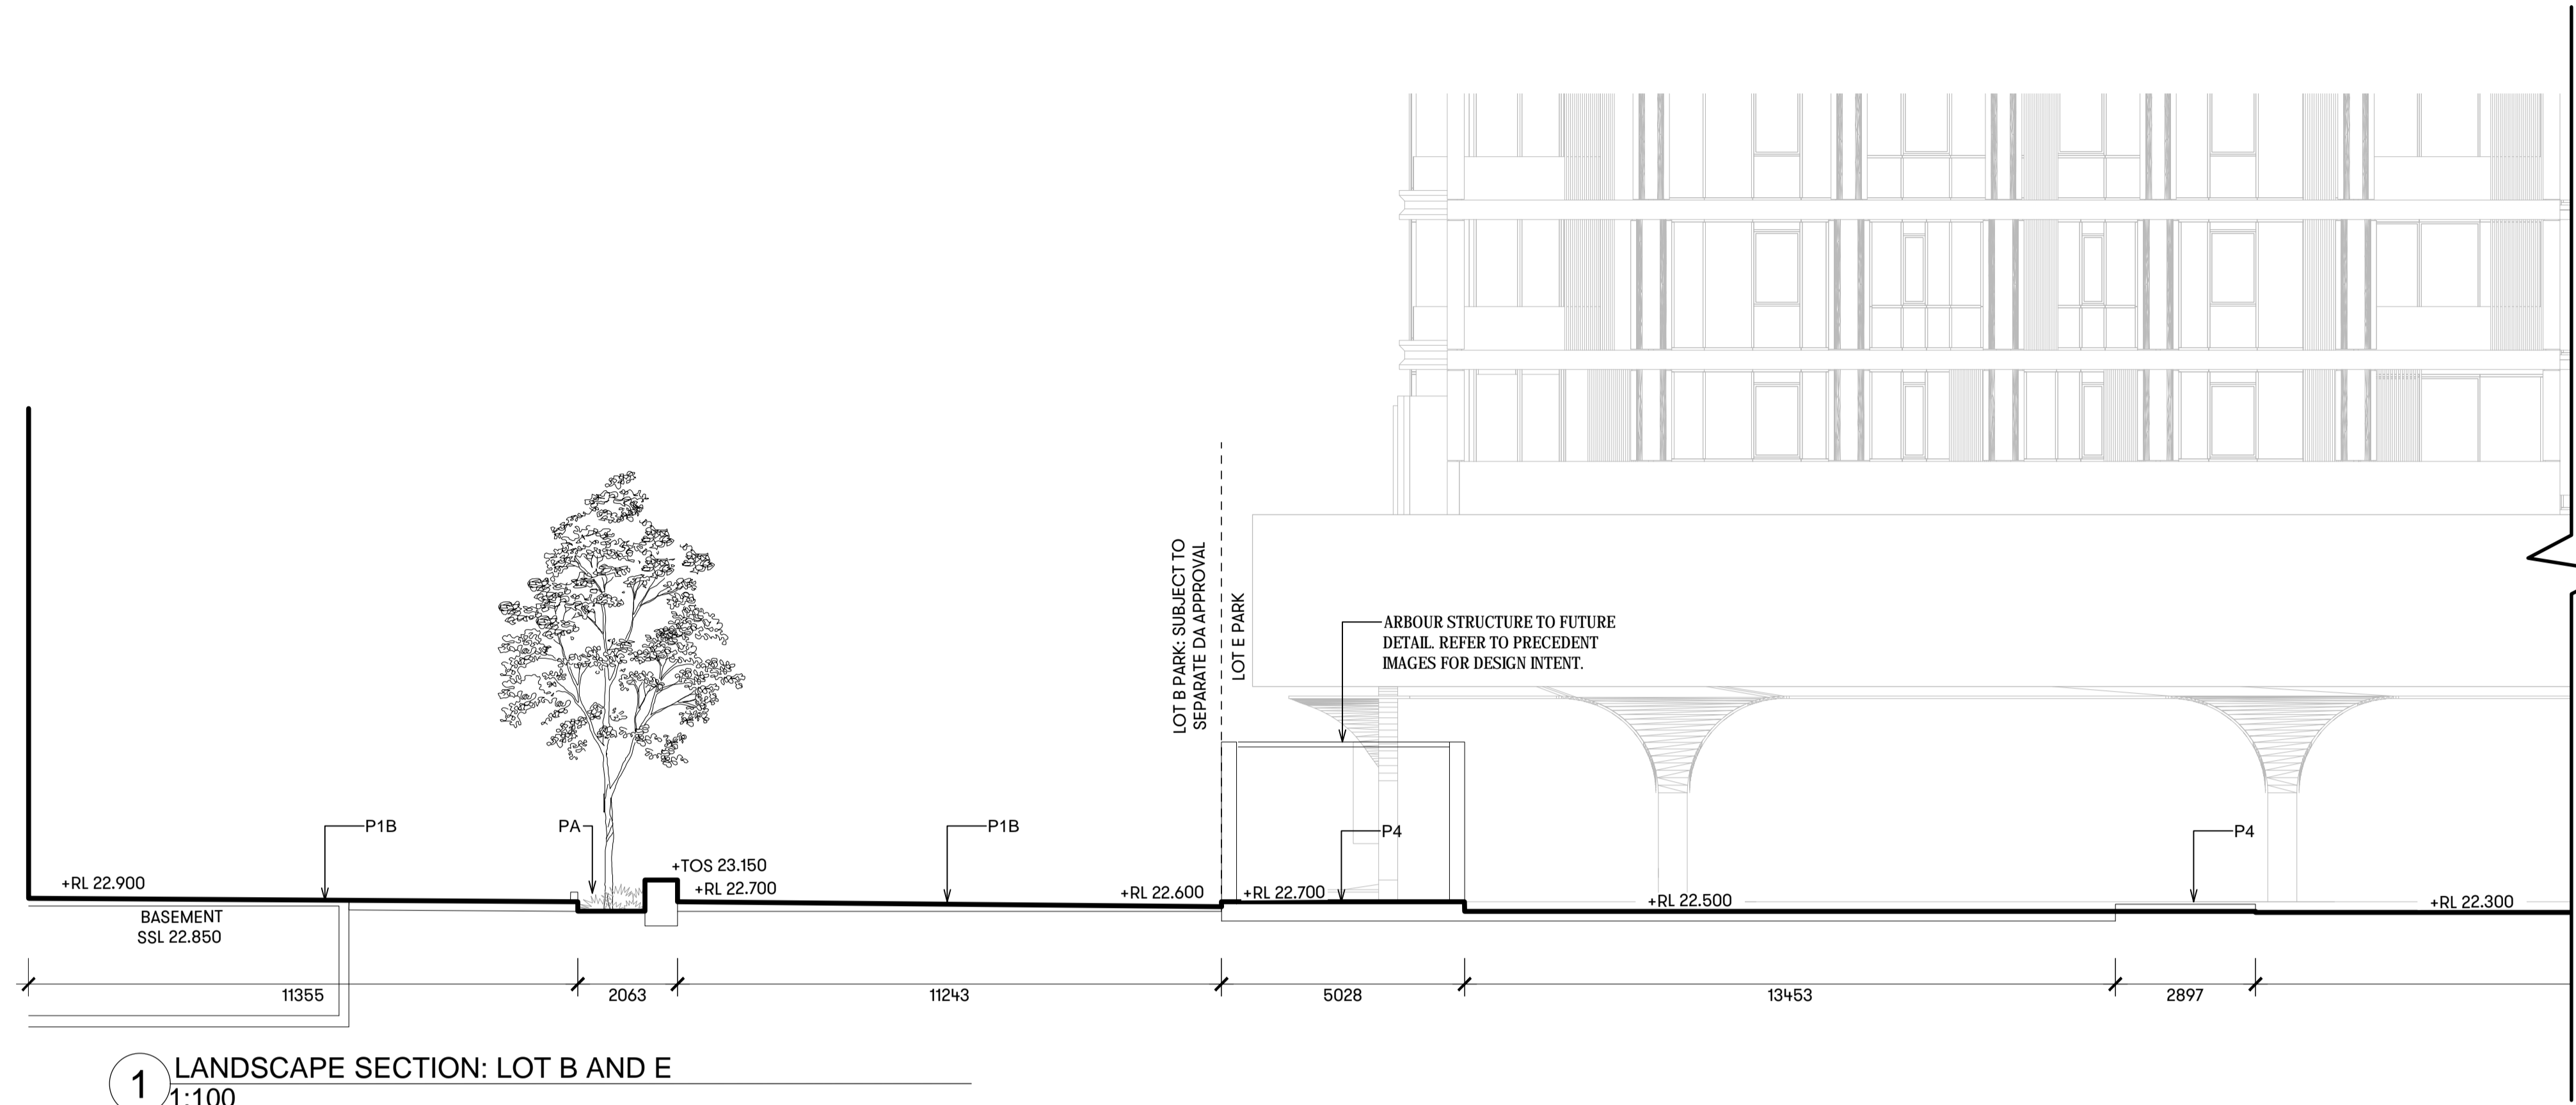 LOT B PARK: SUBJECT TO
SEPARATE DA APPROVAL
LOT E PARK
ARBOUR STRUCTURE TO FUTURE
DETAIL. REFER TO PRECEDENT
IMAGES FOR DESIGN INTENT.
P1B
PA
P1B
P4
P4
+TOS 23.150
+RL 22.900
+RL 22.700
+RL 22.600
+RL 22.700
+RL 22.500
+RL 22.300
BASEMENT
SSL 22.850
11355
2063
11243
5028
13453
2897
1
LANDSCAPE SECTION: LOT B AND E
1:100